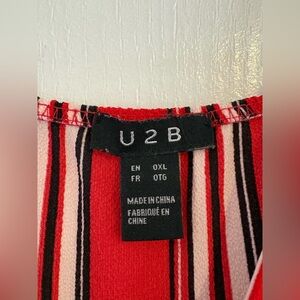 U2B
EN 0XL
FR 0TG
MADE IN CHINA
FABRIQUÉ EN
CHINE